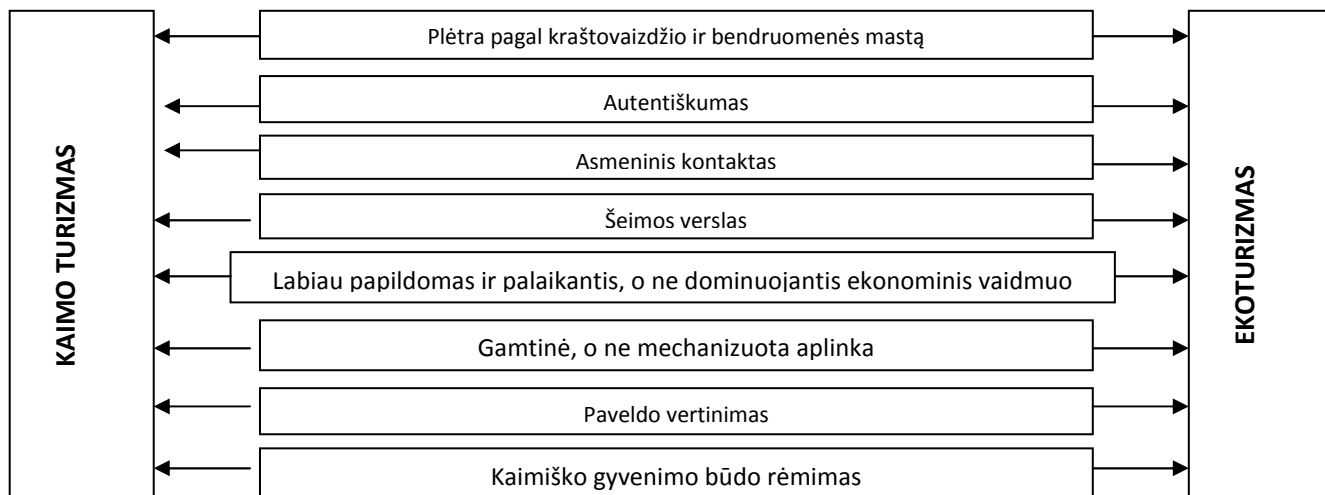 KAIMO TURIZMAS
Plėtra pagal kraštovaizdžio ir bendruomenės mastą
Autentiškumas
Asmeninis kontaktas
Šeimos verslas
Labiau papildomas ir palaikantis, o ne dominuojantis ekonominis vaidmuo
Gamtinė, o ne mechanizuota aplinka
Paveldo vertinimas
Kaimiško gyvenimo būdo rėmimas
EKOTURIZMAS